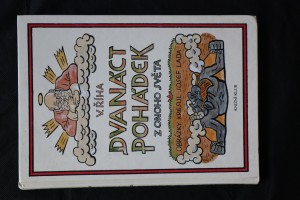 V. ŘÍHA
DVANÁCT
POHÁDEK
Z ONOHO SVĚTA
OBRÁZKY KRESLIL JOSEF LADA